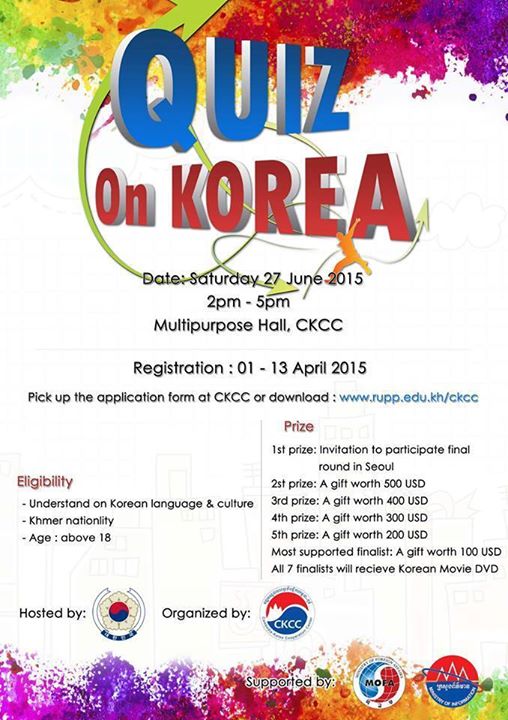 QUIZ
On KOREA
Date: Saturday 27 June 2015
2pm - 5pm
Multipurpose Hall, CKCC
Registration : 01 - 13 April 2015
Pick up the application form at CKCC or download : www.rupp.edu.kh/ckcc
Eligibility
- Understand on Korean language & culture
- Khmer nationlity
- Age : above 18
Prize
1st prize: Invitation to participate final
round in Seoul
2st prize: A gift worth 500 USD
3rd prize: A gift worth 400 USD
4th prize: A gift worth 300 USD
5th prize: A gift worth 200 USD
Most supported finalist: A gift worth 100 USD
All 7 finalists will recieve Korean Movie DVD
Hosted by:
Organized by:
CKCC
Supported by:
MOFA
MINISTRY OF INFORMATION